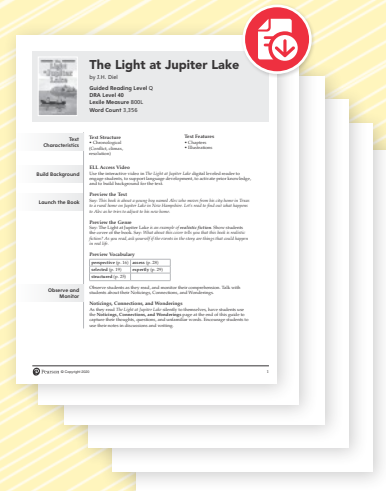 The Light at Jupiter Lake
by J.H. Diel
Guided Reading Level Q
DRA Level 40
Lexile Measure 800L
Word Count 3,356
Text
Characteristics
Text Structure
• Chronological
(Conflict, climax,
resolution)
Text Features
• Chapters
• Illustrations
Build Background
ELL Access Video
Use the interactive video in The Light at Jupiter Lake digital leveled reader to
engage students, to support language development, to activate prior knowledge,
and to build background for the text.
Launch the Book
Preview the Text
Say: This book is about a young boy named Alex who moves from his city home in Texas
to a rural home on Jupiter Lake in New Hampshire. Let's read to find out what happens
to Alex as he tries to adjust to his new home.
Preview the Genre
Say: The Light at Jupiter Lake is an example of realistic fiction. Show students
the cover of the book. Say: What about this cover tells you that this book is realistic
fiction? As you read, ask yourself if the events in the story are things that could happen
in real life.
Preview Vocabulary
perspective (p. 16) access (p. 28)
selected (p. 19) expertly (p. 29)
structured (p. 25)
Observe and
Monitor
Observe students as they read, and monitor their comprehension. Talk with
students about their Noticings, Connections, and Wonderings.
Noticings, Connections, and Wonderings
As they read The Light at Jupiter Lake silently to themselves, have students use
the Noticings, Connections, and Wonderings page at the end of this guide to
capture their thoughts, questions, and unfamiliar words. Encourage students to
use their notes in discussions and writing.
Pearson © Copyright 2020
1